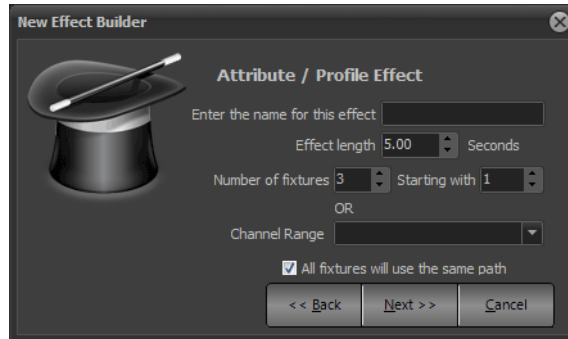 New Effect Builder
Attribute / Profile Effect
Enter the name for this effect
Effect length 5.00 Seconds
Number of fixtures 3 Starting with 1
OR
Channel Range
All fixtures will use the same path
<< Back Next >> Cancel